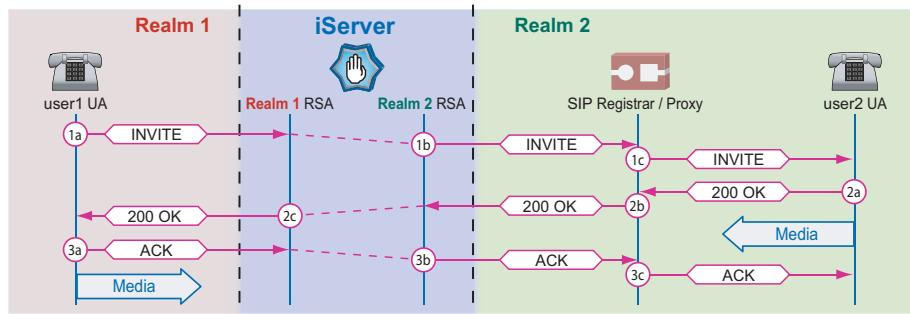 Realm 1
iServer
Realm 2
user1 UA
Realm 1 RSA
Realm 2 RSA
SIP Registrar / Proxy
user2 UA
1a
INVITE
1b
INVITE
1c
INVITE
2a
200 OK
2b
200 OK
2c
200 OK
Media
3a
ACK
3b
ACK
3c
ACK
Media